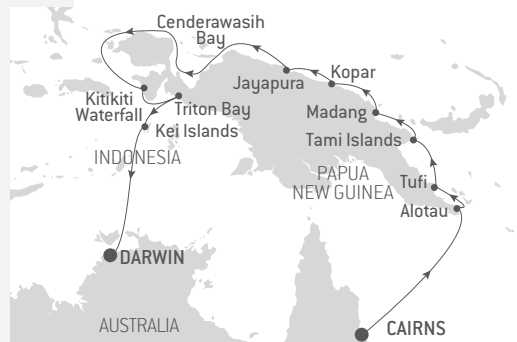 Cenderawasih
Bay
Jayapura
Kopar
Kitikiti
Waterfall
Triton Bay
Kei Islands
Madang
Tami Islands
INDONESIA
PAPUA
NEW GUINEA
Tufi
Alotau
DARWIN
AUSTRALIA
CAIRNS